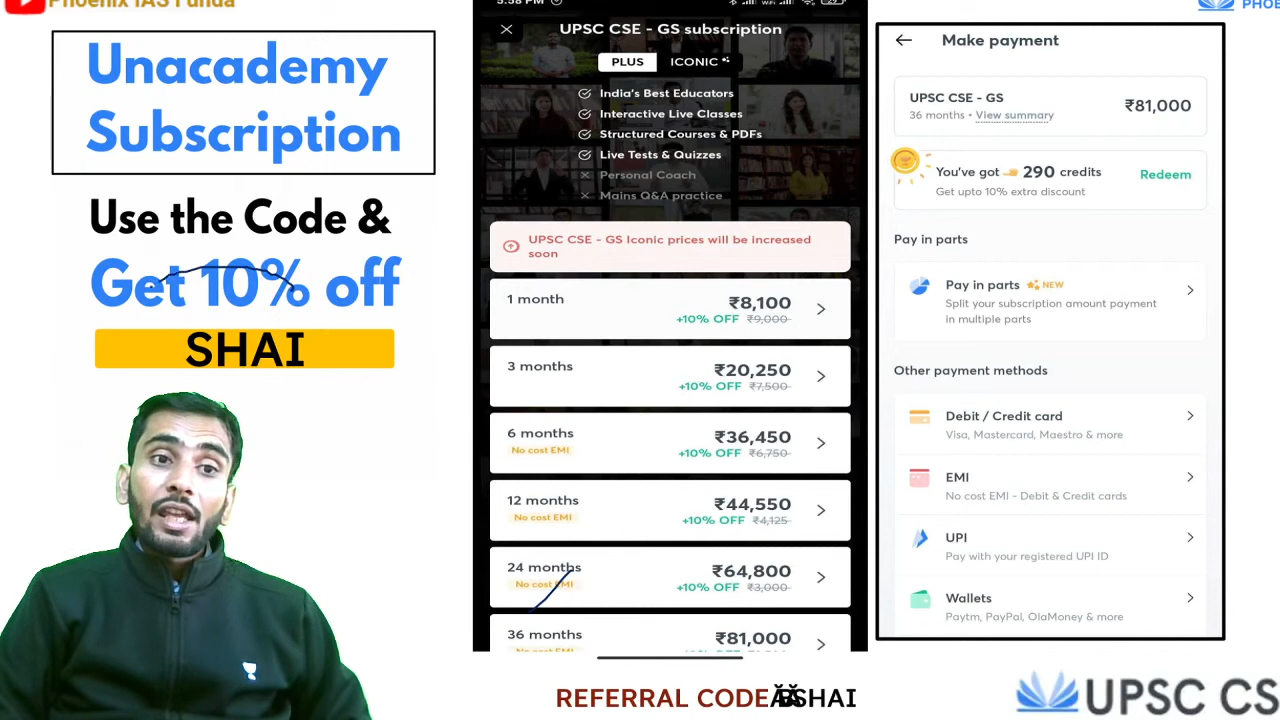 Phoenix IAS Funda
PHOE
Unacademy
Subscription
Use the Code &
Get 10% off
SHAI
5:58 PM
29
UPSC CSE - GS subscription
PLUS
ICONIC
India's Best Educators
Interactive Live Classes
Structured Courses & PDFs
Live Tests & Quizzes
Personal Coach
Mains Q&A practice
UPSC CSE - GS Iconic prices will be increased
soon
1 month
₹8,100
+10% OFF ₹9,000
3 months
₹20,250
+10% OFF ₹7,500
6 months
₹36,450
No cost EMI
+10% OFF ₹6,750
12 months
₹44,550
No cost EMI
+10% OFF ₹4,125
24 months
₹64,800
No cost EMI
+10% OFF ₹3,000
36 months
₹81,000
REFERRAL CODE
SHAI
Make payment
UPSC CSE - GS
₹81,000
36 months • View summary
You've got 290 credits
Redeem
Get upto 10% extra discount
Pay in parts
Pay in parts NEW
Split your subscription amount payment
in multiple parts
Other payment methods
Debit / Credit card
Visa, Mastercard, Maestro & more
EMI
No cost EMI - Debit & Credit cards
UPI
Pay with your registered UPI ID
Wallets
Paytm, PayPal, OlaMoney & more
UPSC CS